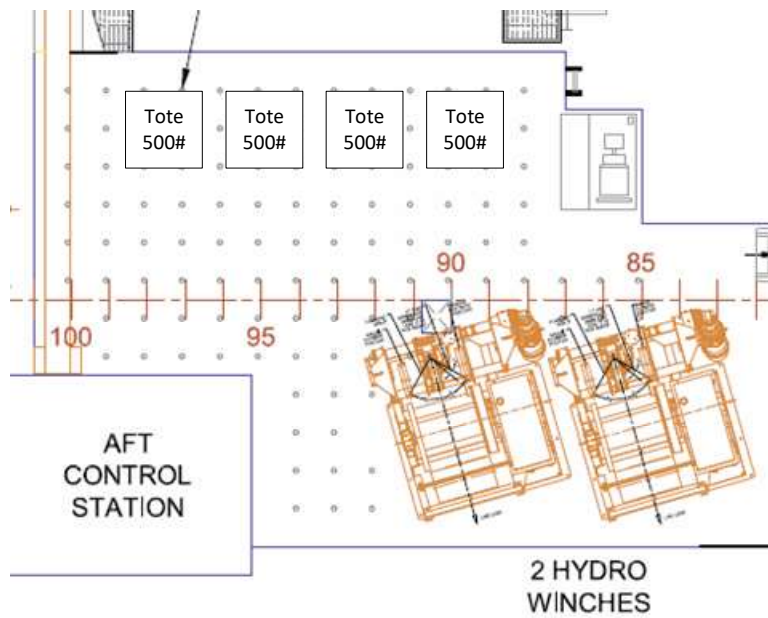 Tote
500#
Tote
500#
Tote
500#
Tote
500#
90
85
100
95
AFT
CONTROL
STATION
2 HYDRO
WINCHES